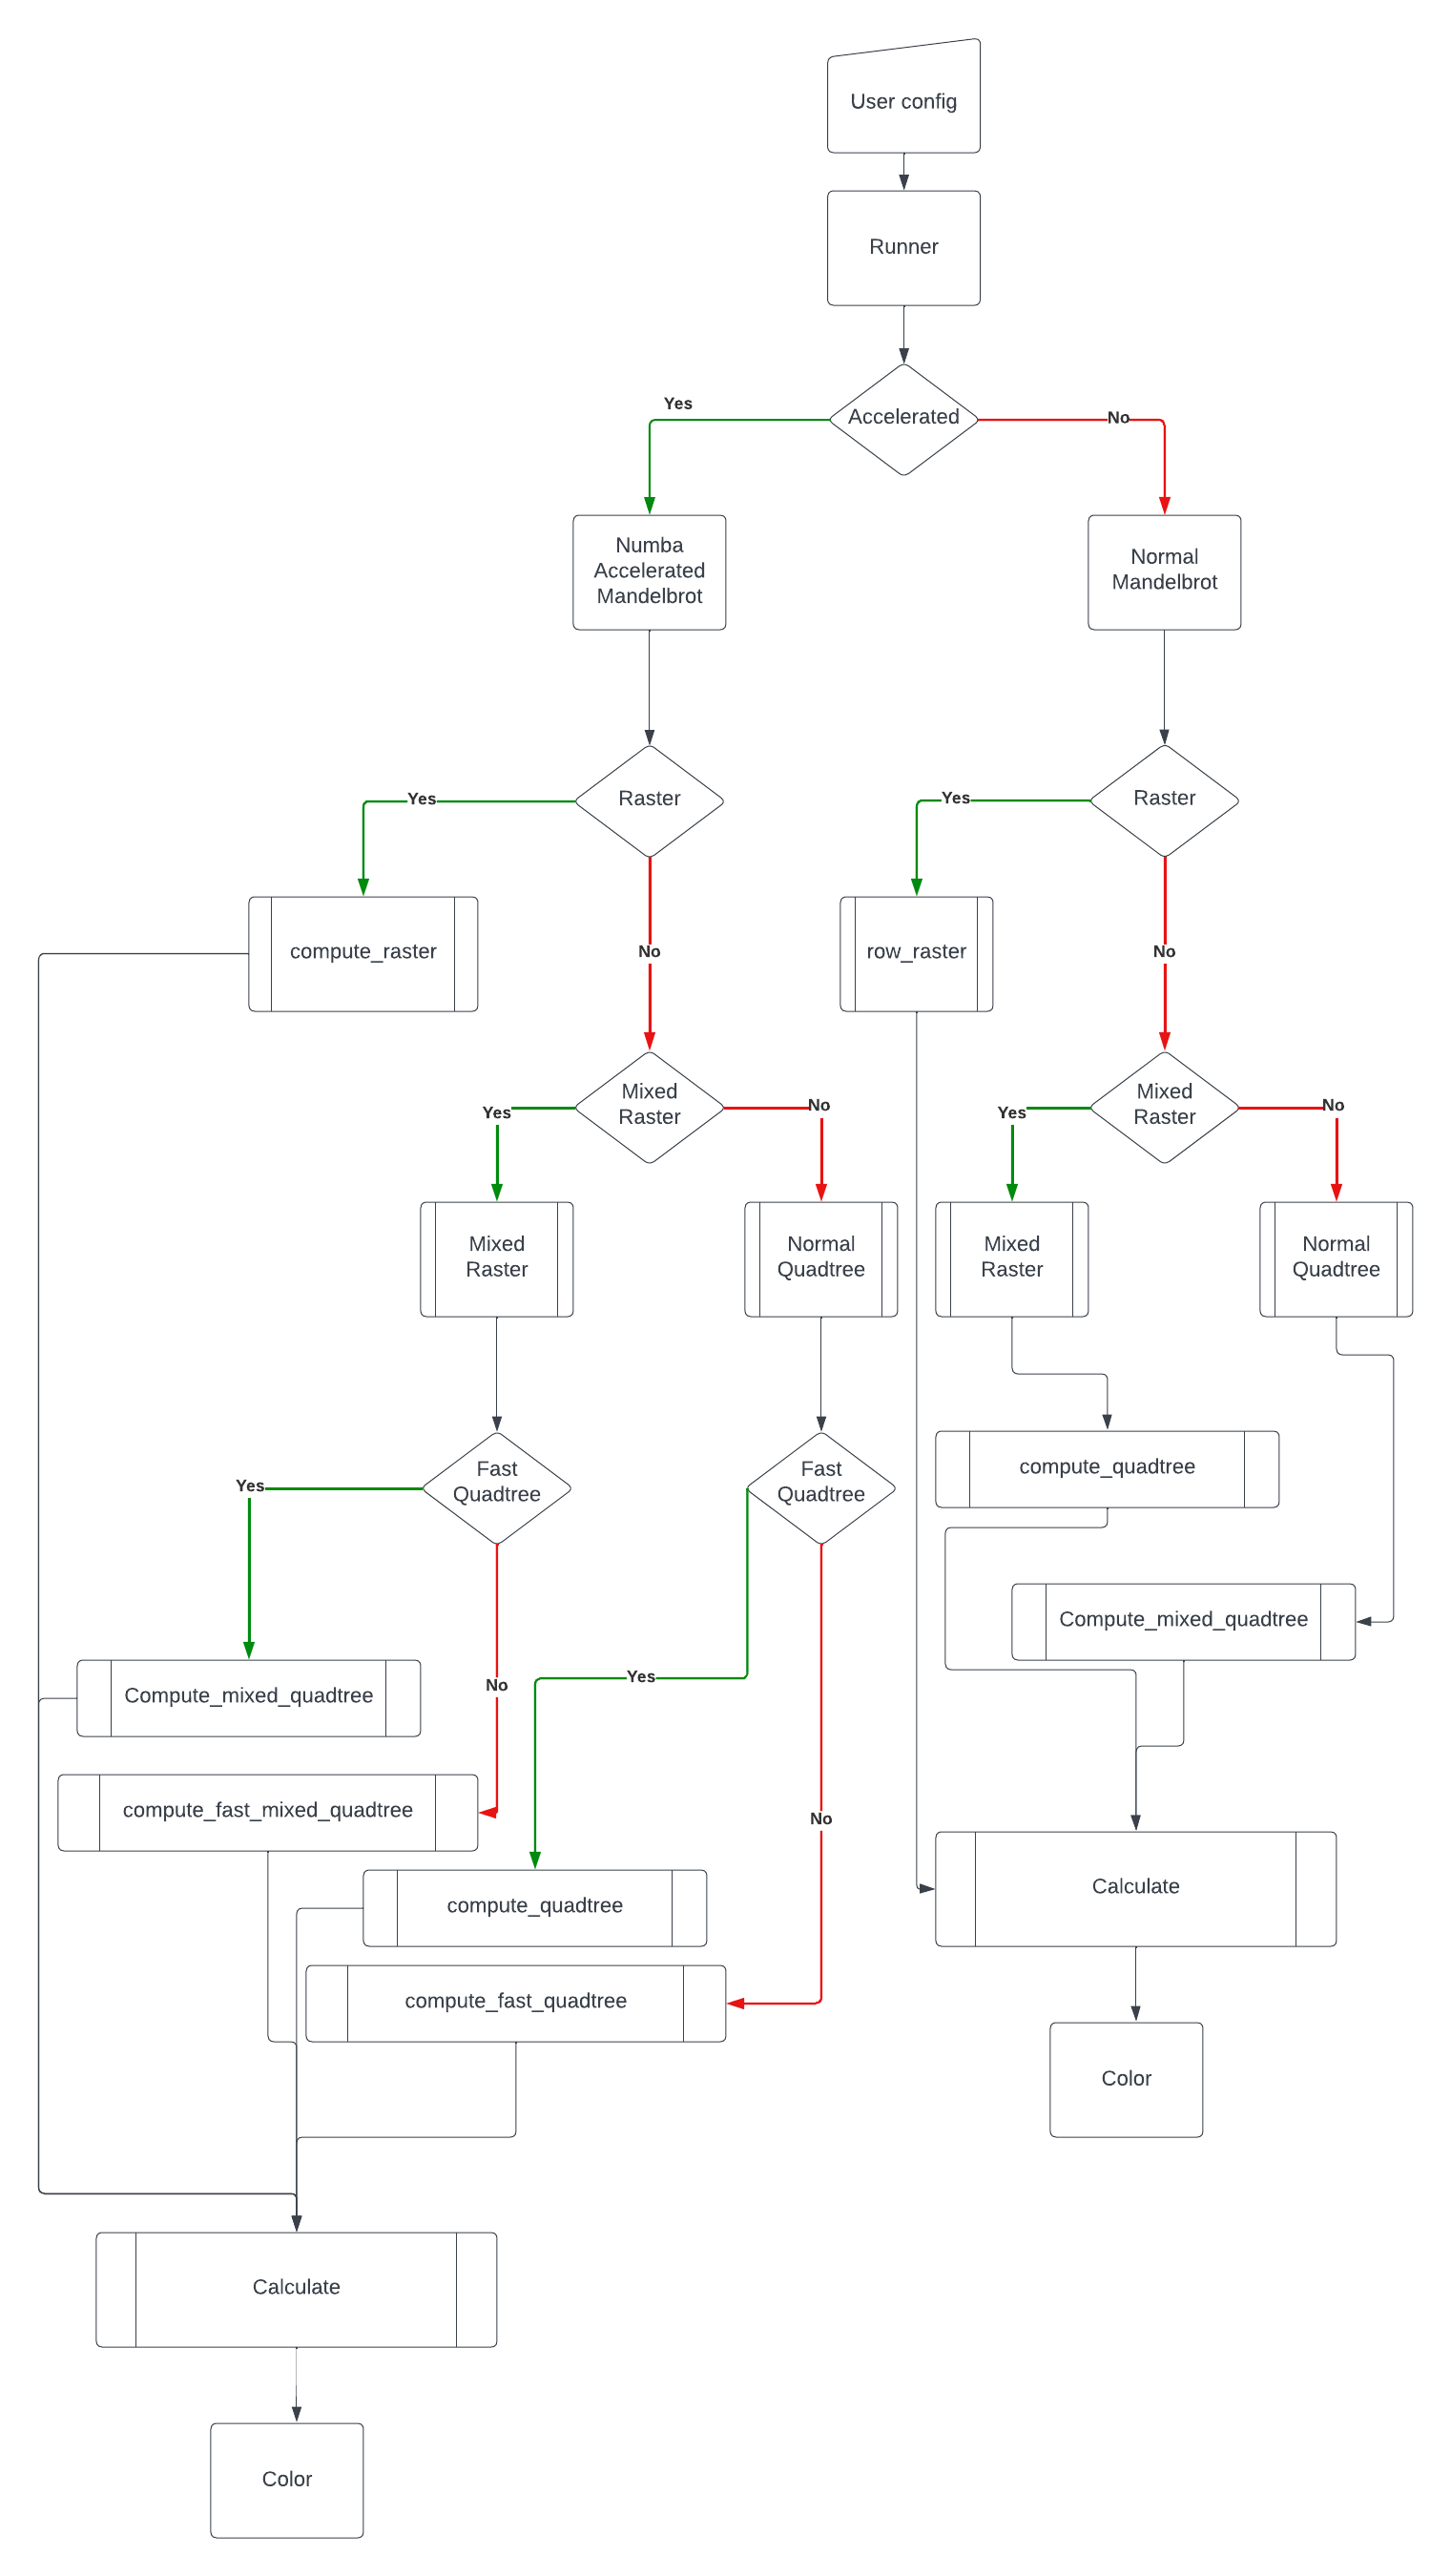 User config
Runner
Accelerated
Yes
No
Numba
Accelerated
Mandelbrot
Normal
Mandelbrot
Raster
Yes
Raster
Yes
compute_raster
No
row_raster
No
Mixed
Raster
Yes
No
Mixed
Raster
Yes
No
Mixed
Raster
Normal
Quadtree
Mixed
Raster
Normal
Quadtree
Fast
Quadtree
Yes
Fast
Quadtree
compute_quadtree
Compute_mixed_quadtree
No
Yes
Compute_mixed_quadtree
compute_fast_mixed_quadtree
No
compute_quadtree
Calculate
compute_fast_quadtree
Color
Calculate
Color